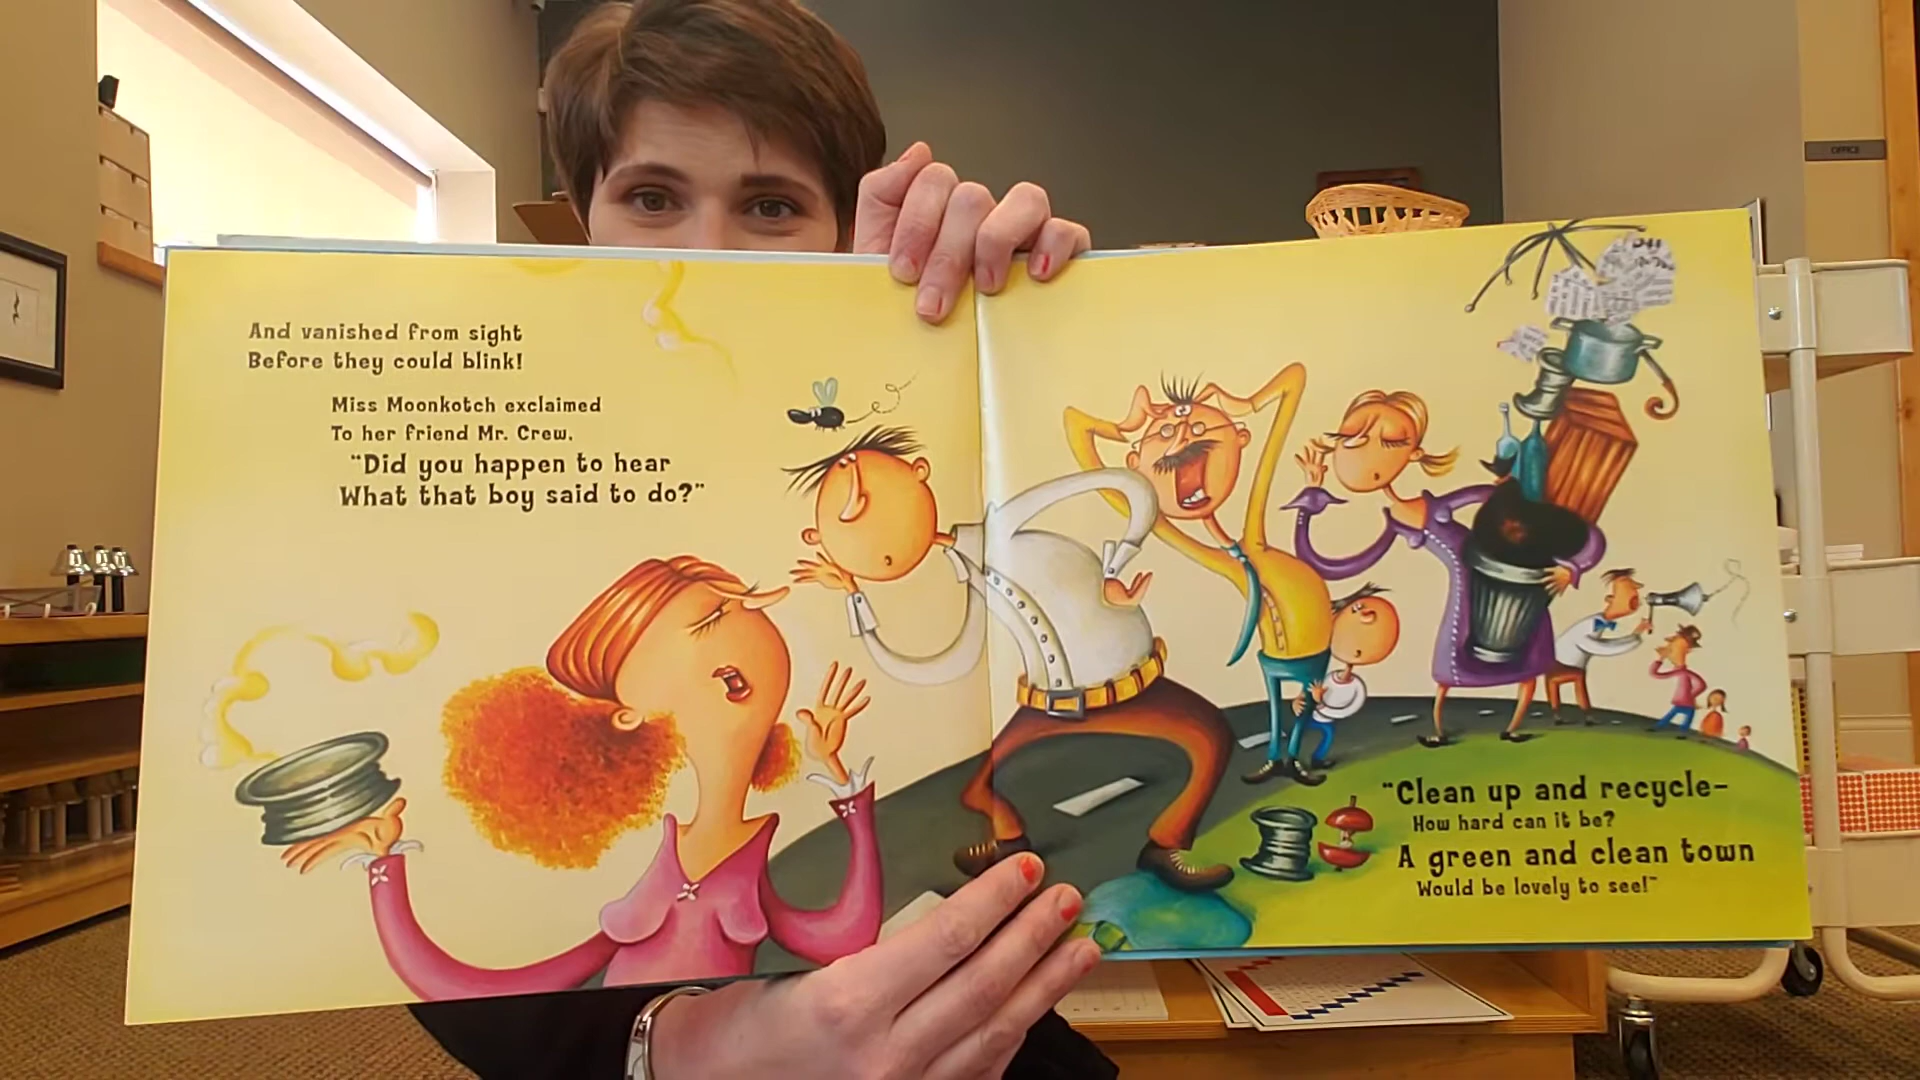 And vanished from sight
Before they could blink!
Miss Moonkotch exclaimed
To her friend Mr. Crew,
"Did you happen to hear
What that boy said to do?"
"Clean up and recycle–
How hard can it be?
A green and clean town
Would be lovely to see!"
OFFICE